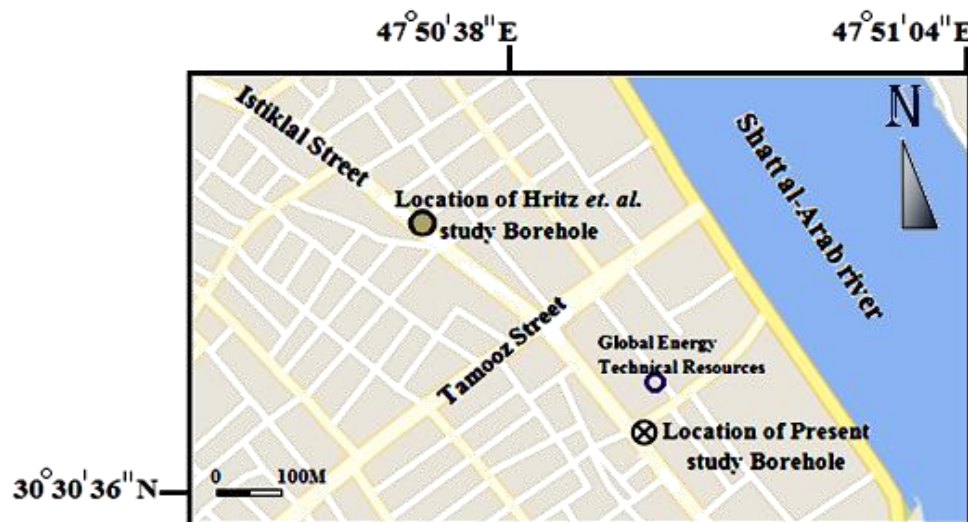 47°50'38"E
47°51'04"E
N
Istiklal Street
Shatt al-Arab river
Location of Hritz et. al.
study Borehole
Tamooz Street
Global Energy
Technical Resources
Location of Present
study Borehole
0 100M
30°30'36"N